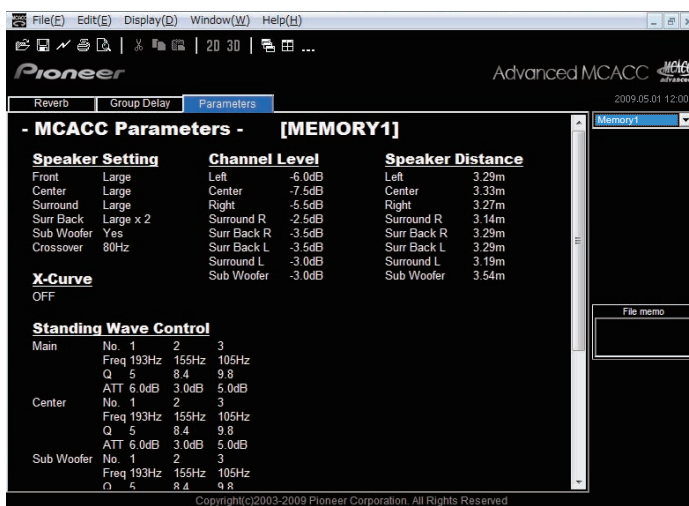 File(F) Edit(E) Display(D) Window(W) Help(H)
2D 3D ...
Pioneer
Advanced MCACC MCACC advanced
Reverb Group Delay Parameters
2009.05.01 12:00
- MCACC Parameters - [MEMORY1]
Memory1
Speaker Setting Channel Level Speaker Distance
Front Large Left -6.0dB Left 3.29m
Center Large Center -7.5dB Center 3.33m
Surround Large Right -5.5dB Right 3.27m
Surr Back Large x 2 Surround R -2.5dB Surround R 3.14m
Sub Woofer Yes Surr Back R -3.5dB Surr Back R 3.29m
Crossover 80Hz Surr Back L -3.5dB Surr Back L 3.29m
Surround L -3.0dB Surround L 3.19m
X-Curve Sub Woofer -3.0dB Sub Woofer 3.54m
OFF
File memo
Standing Wave Control
Main No. 1 2 3
Freq 193Hz 155Hz 105Hz
Q 5 8.4 9.8
ATT 6.0dB 3.0dB 5.0dB
Center No. 1 2 3
Freq 193Hz 155Hz 105Hz
Q 5 8.4 9.8
ATT 6.0dB 3.0dB 5.0dB
Sub Woofer No. 1 2 3
Freq 193Hz 155Hz 105Hz
Q 5 8.4 9.8
Copyright(c)2003-2009 Pioneer Corporation. All Rights Reserved